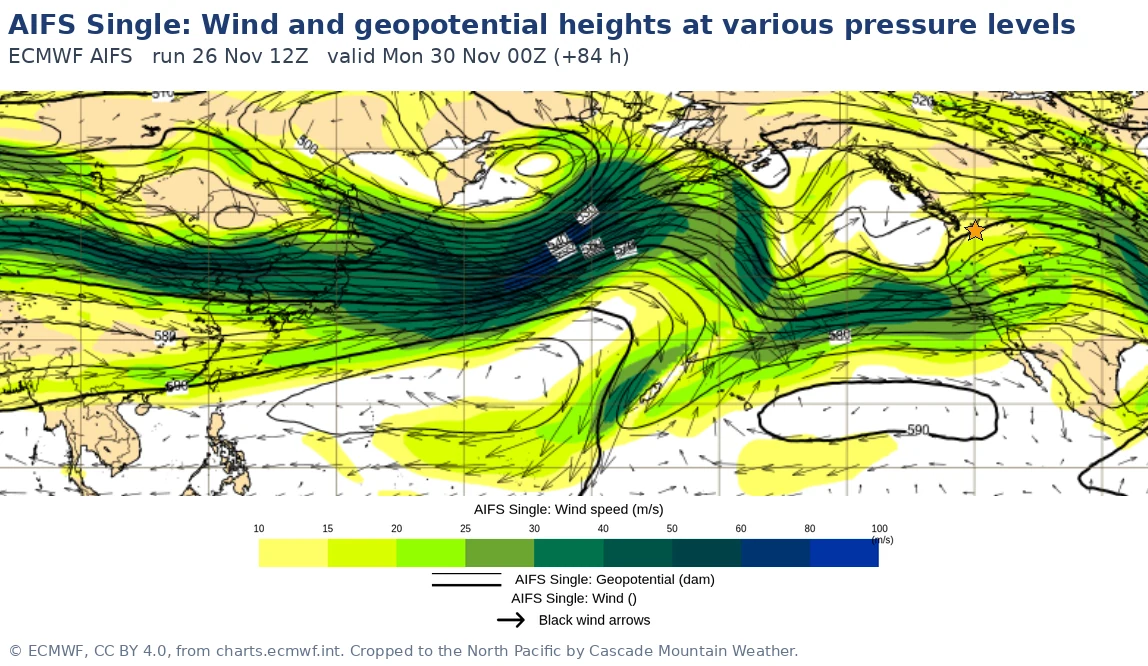 AIFS Single: Wind and geopotential heights at various pressure levels
ECMWF AIFS run 26 Nov 12Z valid Mon 30 Nov 00Z (+84 h)
510
520
500
580
580
590
590
AIFS Single: Wind speed (m/s)
10 15 20 25 30 40 50 60 80 100
(m/s)
AIFS Single: Geopotential (dam)
AIFS Single: Wind ()
Black wind arrows
© ECMWF, CC BY 4.0, from charts.ecmwf.int. Cropped to the North Pacific by Cascade Mountain Weather.